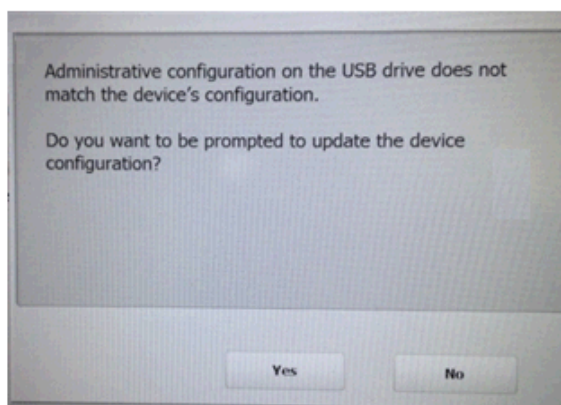 Administrative configuration on the USB drive does not
match the device's configuration.
Do you want to be prompted to update the device
configuration?
Yes
No